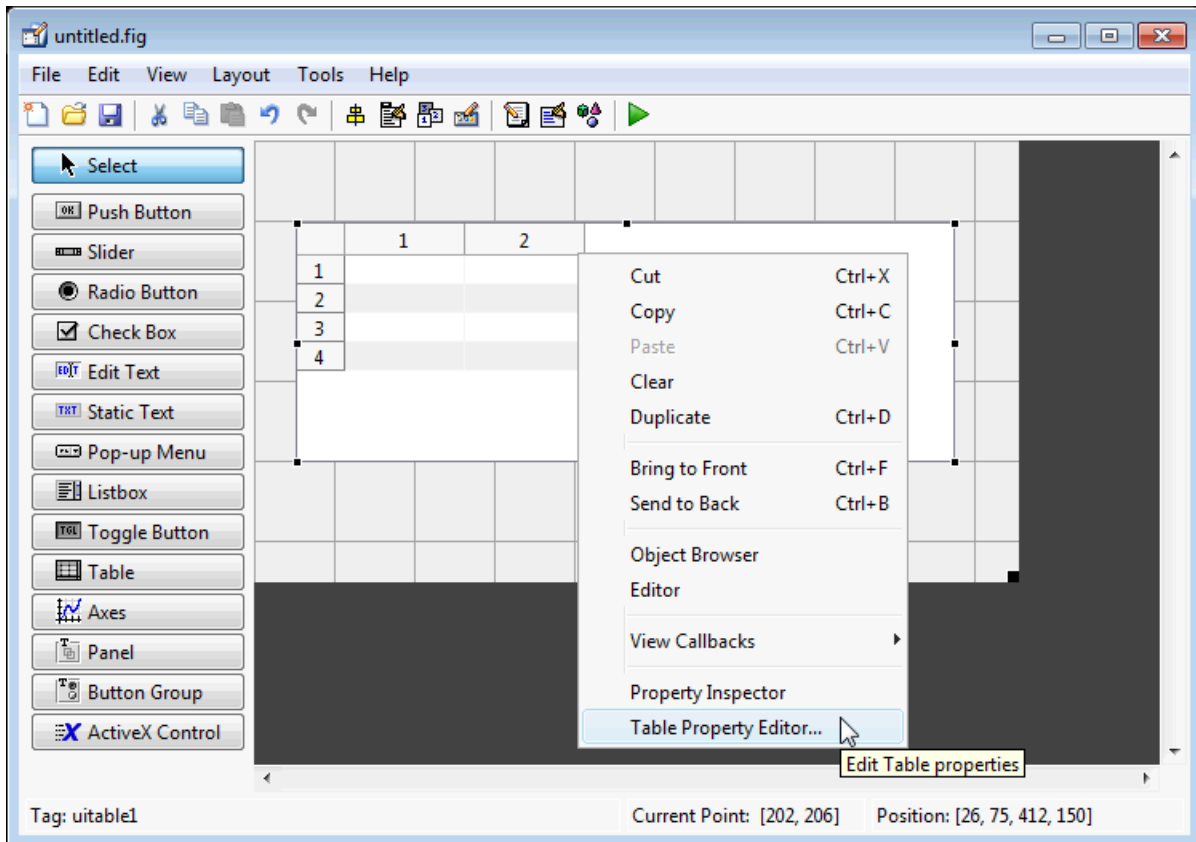 untitled.fig
File Edit View Layout Tools Help
Select
Push Button
Slider
Radio Button
Check Box
Edit Text
Static Text
Pop-up Menu
Listbox
Toggle Button
Table
Axes
Panel
Button Group
ActiveX Control
1 2
1
2
3
4
Cut Ctrl+X
Copy Ctrl+C
Paste Ctrl+V
Clear
Duplicate Ctrl+D
Bring to Front Ctrl+F
Send to Back Ctrl+B
Object Browser
Editor
View Callbacks
Property Inspector
Table Property Editor...
Edit Table properties
Tag: uitable1 Current Point: [202, 206] Position: [26, 75, 412, 150]